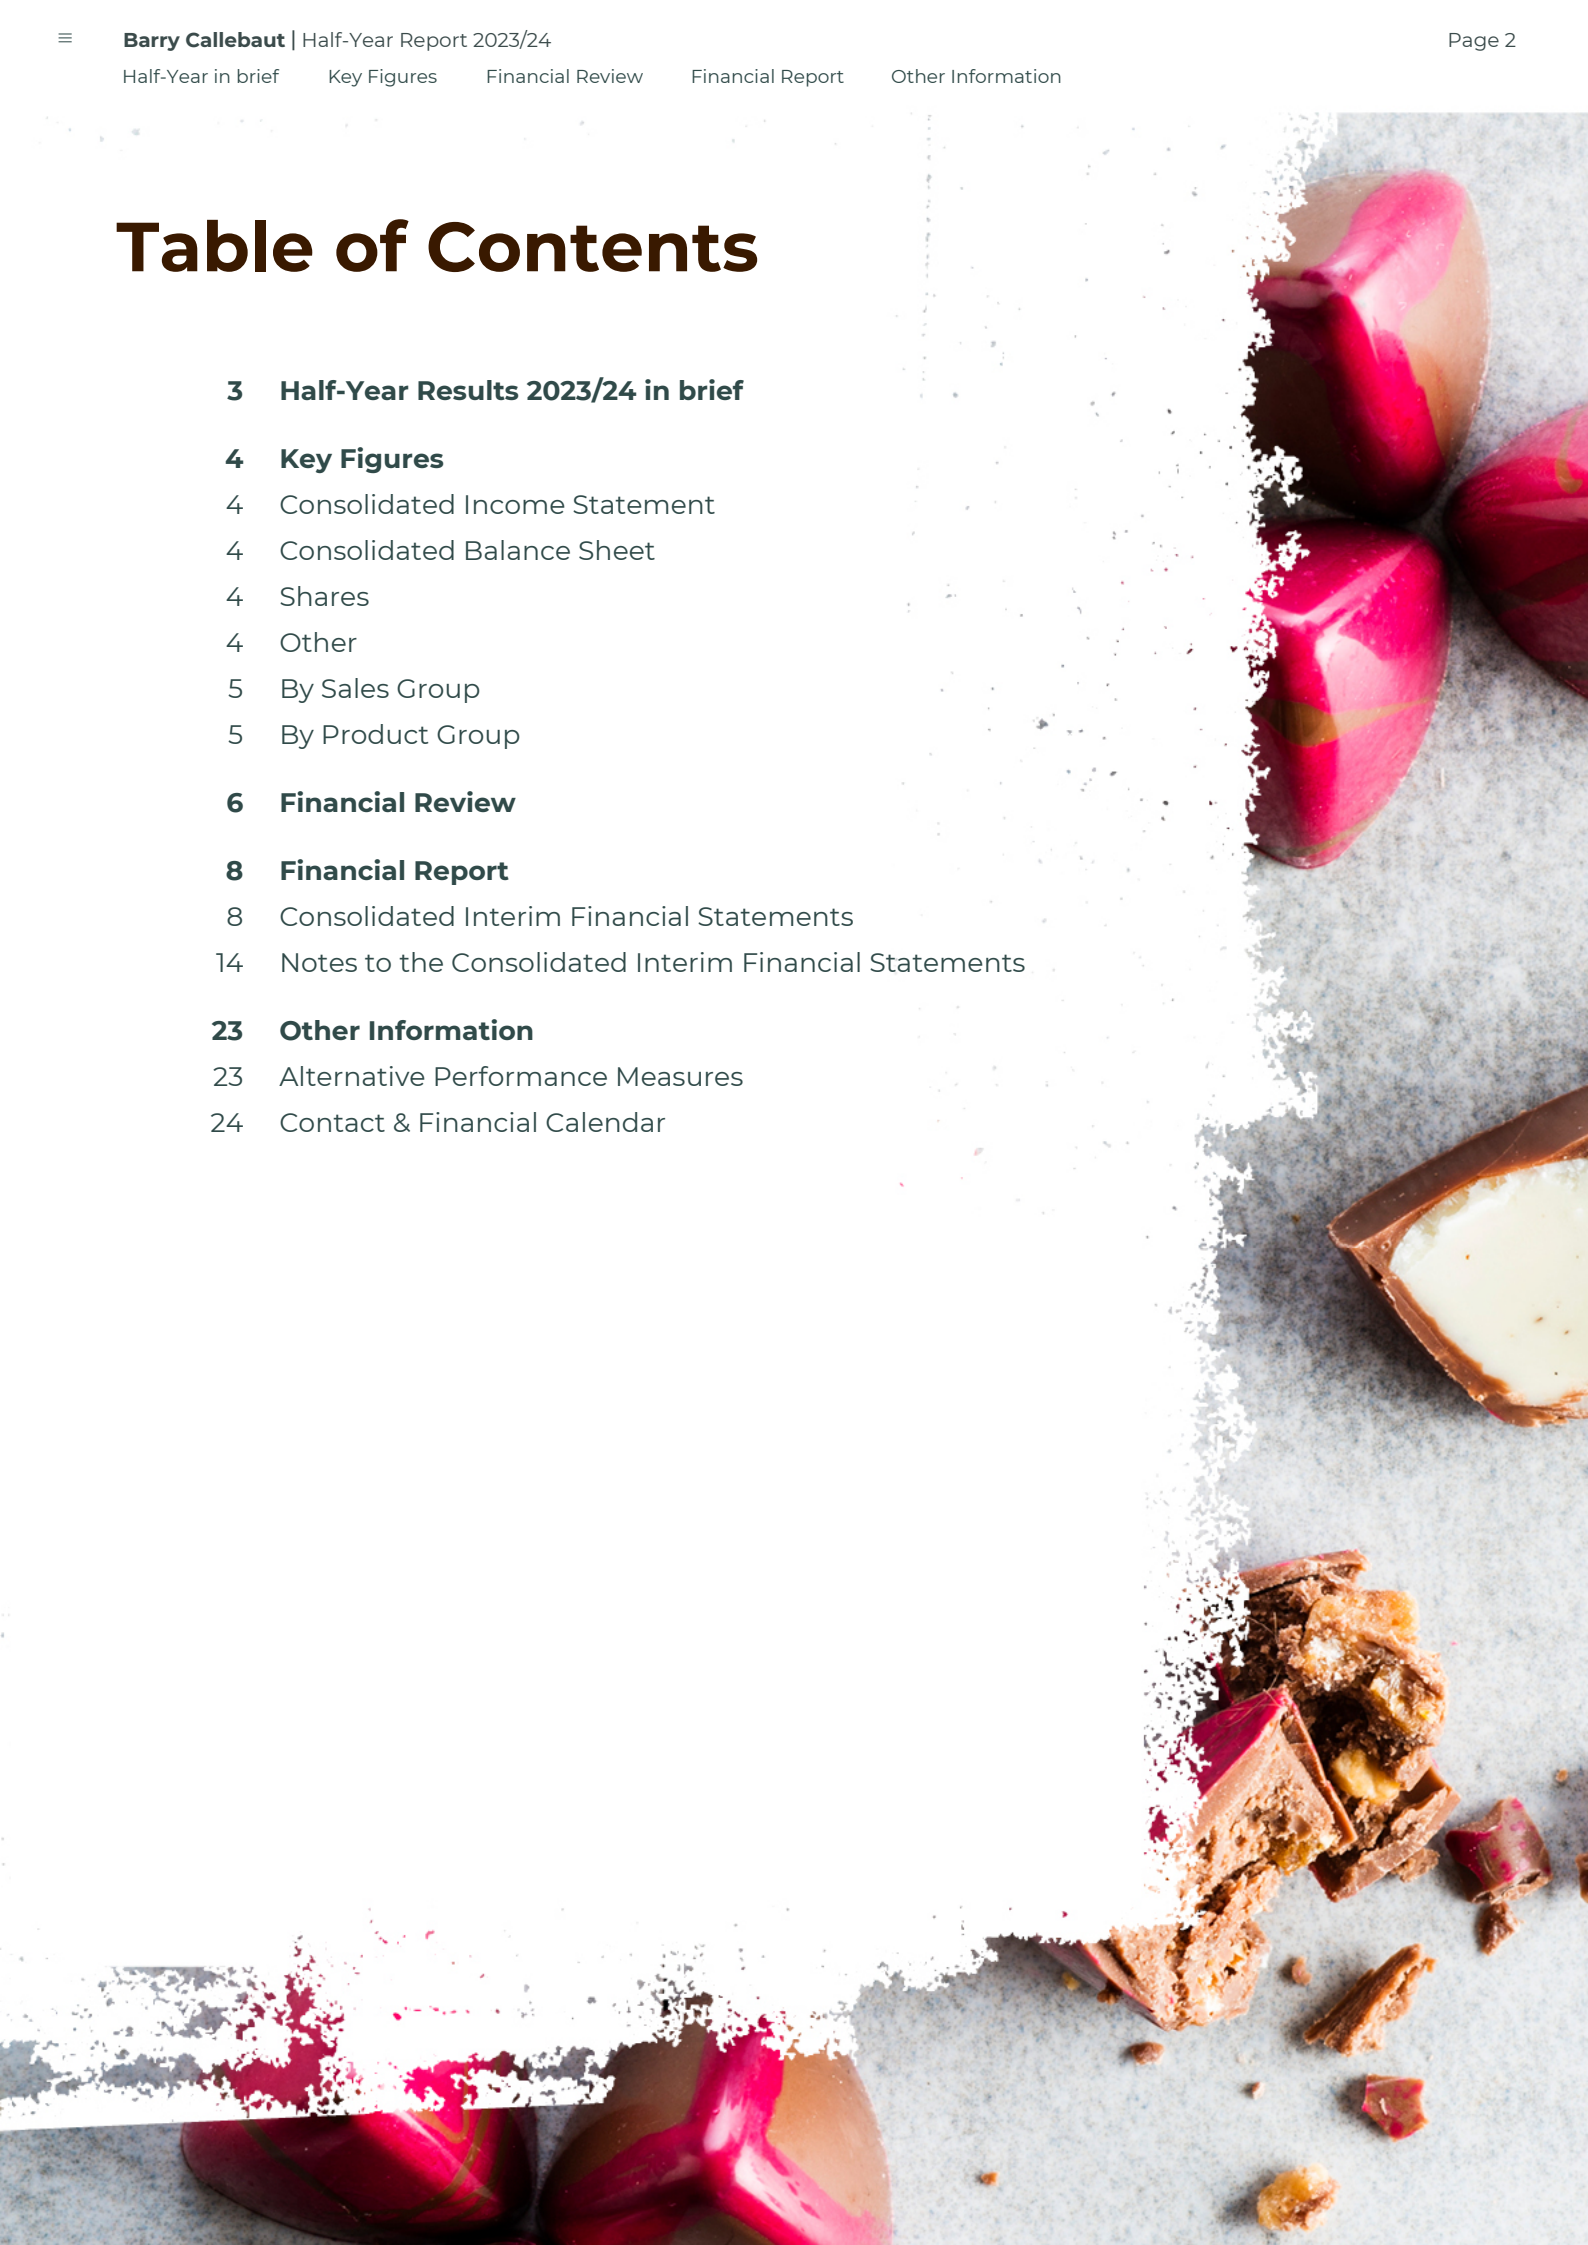 Barry Callebaut | Half-Year Report 2023/24 Page 2
Half-Year in brief Key Figures Financial Review Financial Report Other Information
Table of Contents
3 Half-Year Results 2023/24 in brief
4 Key Figures
4 Consolidated Income Statement
4 Consolidated Balance Sheet
4 Shares
4 Other
5 By Sales Group
5 By Product Group
6 Financial Review
8 Financial Report
8 Consolidated Interim Financial Statements
14 Notes to the Consolidated Interim Financial Statements
23 Other Information
23 Alternative Performance Measures
24 Contact & Financial Calendar